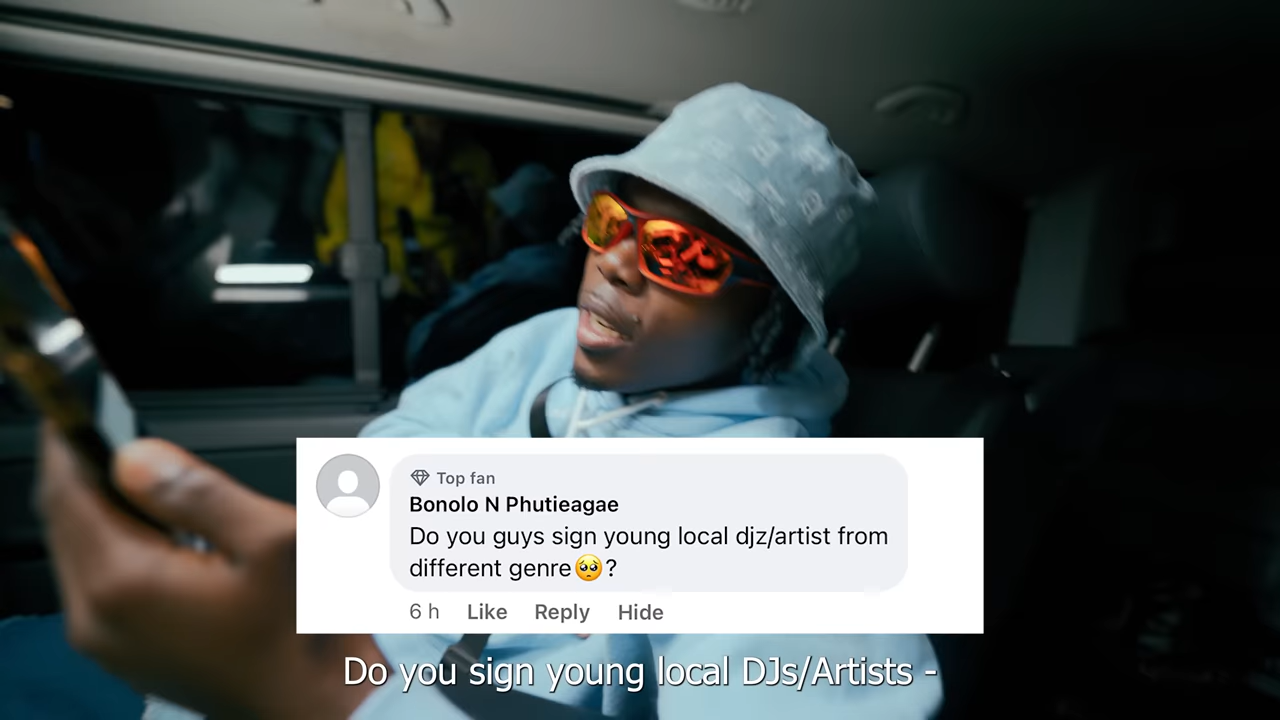 Top fan
Bonolo N Phutieagae
Do you guys sign young local djz/artist from
different genre🥺?
6 h Like Reply Hide
Do you sign young local DJs/Artists -